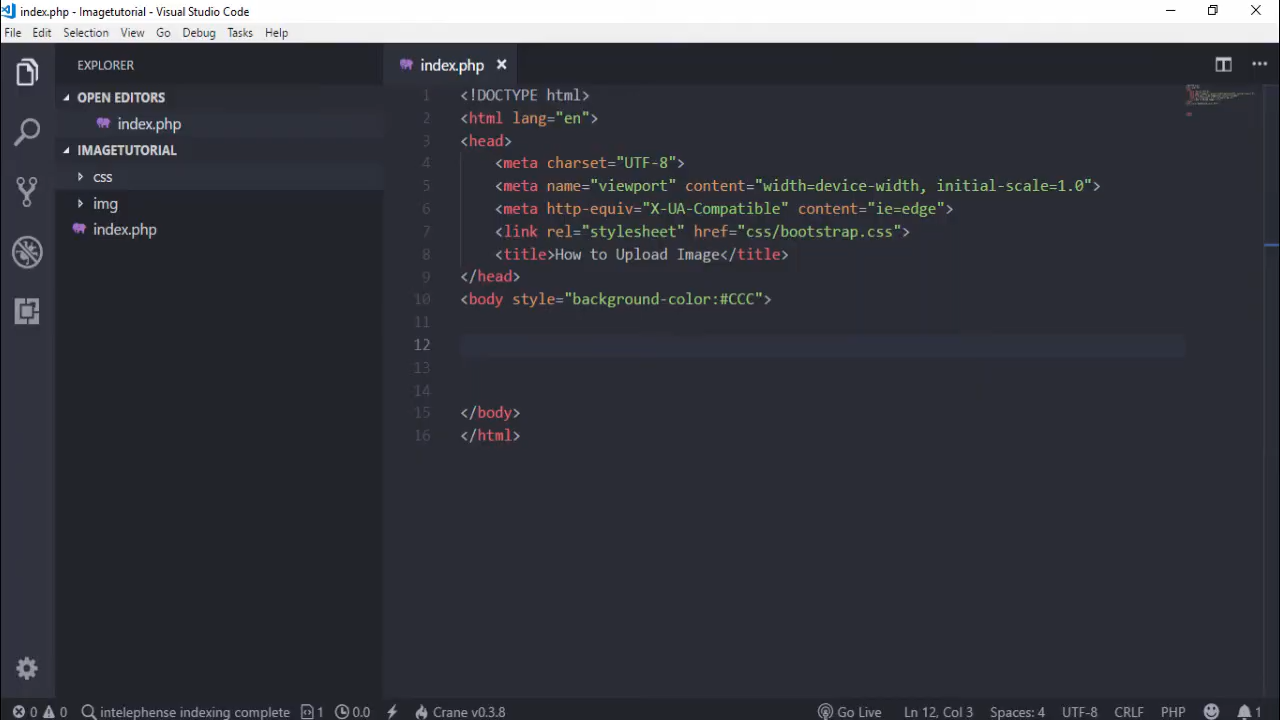 index.php - Imagetutorial - Visual Studio Code
File Edit Selection View Go Debug Tasks Help
EXPLORER
OPEN EDITORS
index.php
IMAGETUTORIAL
css
img
index.php
index.php
1 <!DOCTYPE html>
2 <html lang="en">
3 <head>
4 <meta charset="UTF-8">
5 <meta name="viewport" content="width=device-width, initial-scale=1.0">
6 <meta http-equiv="X-UA-Compatible" content="ie=edge">
7 <link rel="stylesheet" href="css/bootstrap.css">
8 <title>How to Upload Image</title>
9 </head>
10 <body style="background-color:#CCC">
11
12
13
14
15 </body>
16 </html>
0 0 intelephense indexing complete 1 0.0 Crane v0.3.8 Go Live Ln 12, Col 3 Spaces: 4 UTF-8 CRLF PHP 1